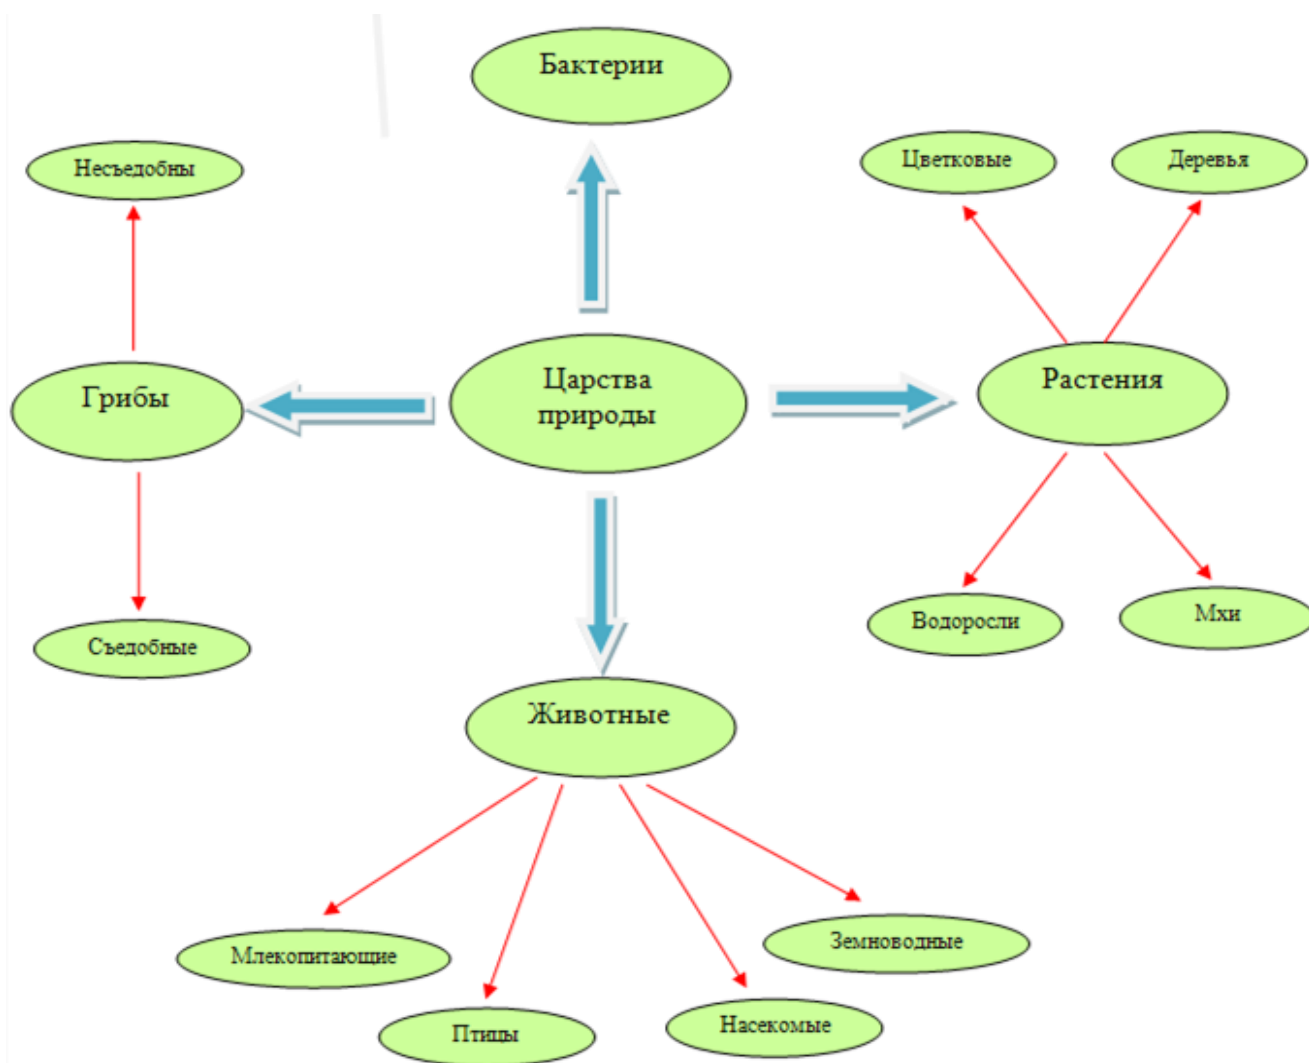 Бактерии
Несъедобны
Цветковые
Деревья
Грибы
Царства
природы
Растения
Съедобные
Водоросли
Мхи
Животные
Млекопитающие
Земноводные
Птицы
Насекомые